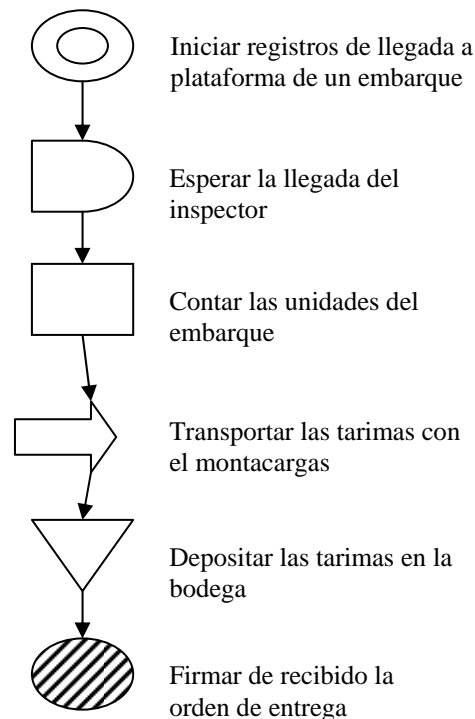 Iniciar registros de llegada a
plataforma de un embarque
Esperar la llegada del
inspector
Contar las unidades del
embarque
Transportar las tarimas con
el montacargas
Depositar las tarimas en la
bodega
Firmar de recibido la
orden de entrega